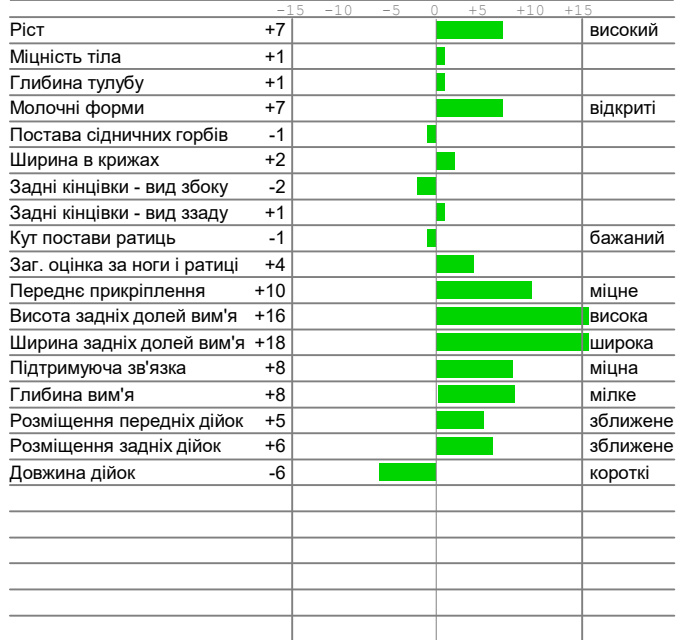 -15 -10 -5 0 +5 +10 +15
Ріст +7 високий
Міцність тіла +1
Глибина тулубу +1
Молочні форми +7 відкриті
Постава сідничних горбів -1
Ширина в крижах +2
Задні кінцівки - вид збоку -2
Задні кінцівки - вид ззаду +1
Кут постави ратиць -1 бажаний
Заг. оцінка за ноги і ратиці +4
Переднє прикріплення +10 міцне
Висота задніх долей вим'я +16 висока
Ширина задніх долей вим'я +18 широка
Підтримуюча зв'язка +8 міцна
Глибина вим'я +8 мілке
Розміщення передніх дійок +5 зближене
Розміщення задніх дійок +6 зближене
Довжина дійок -6 короткі